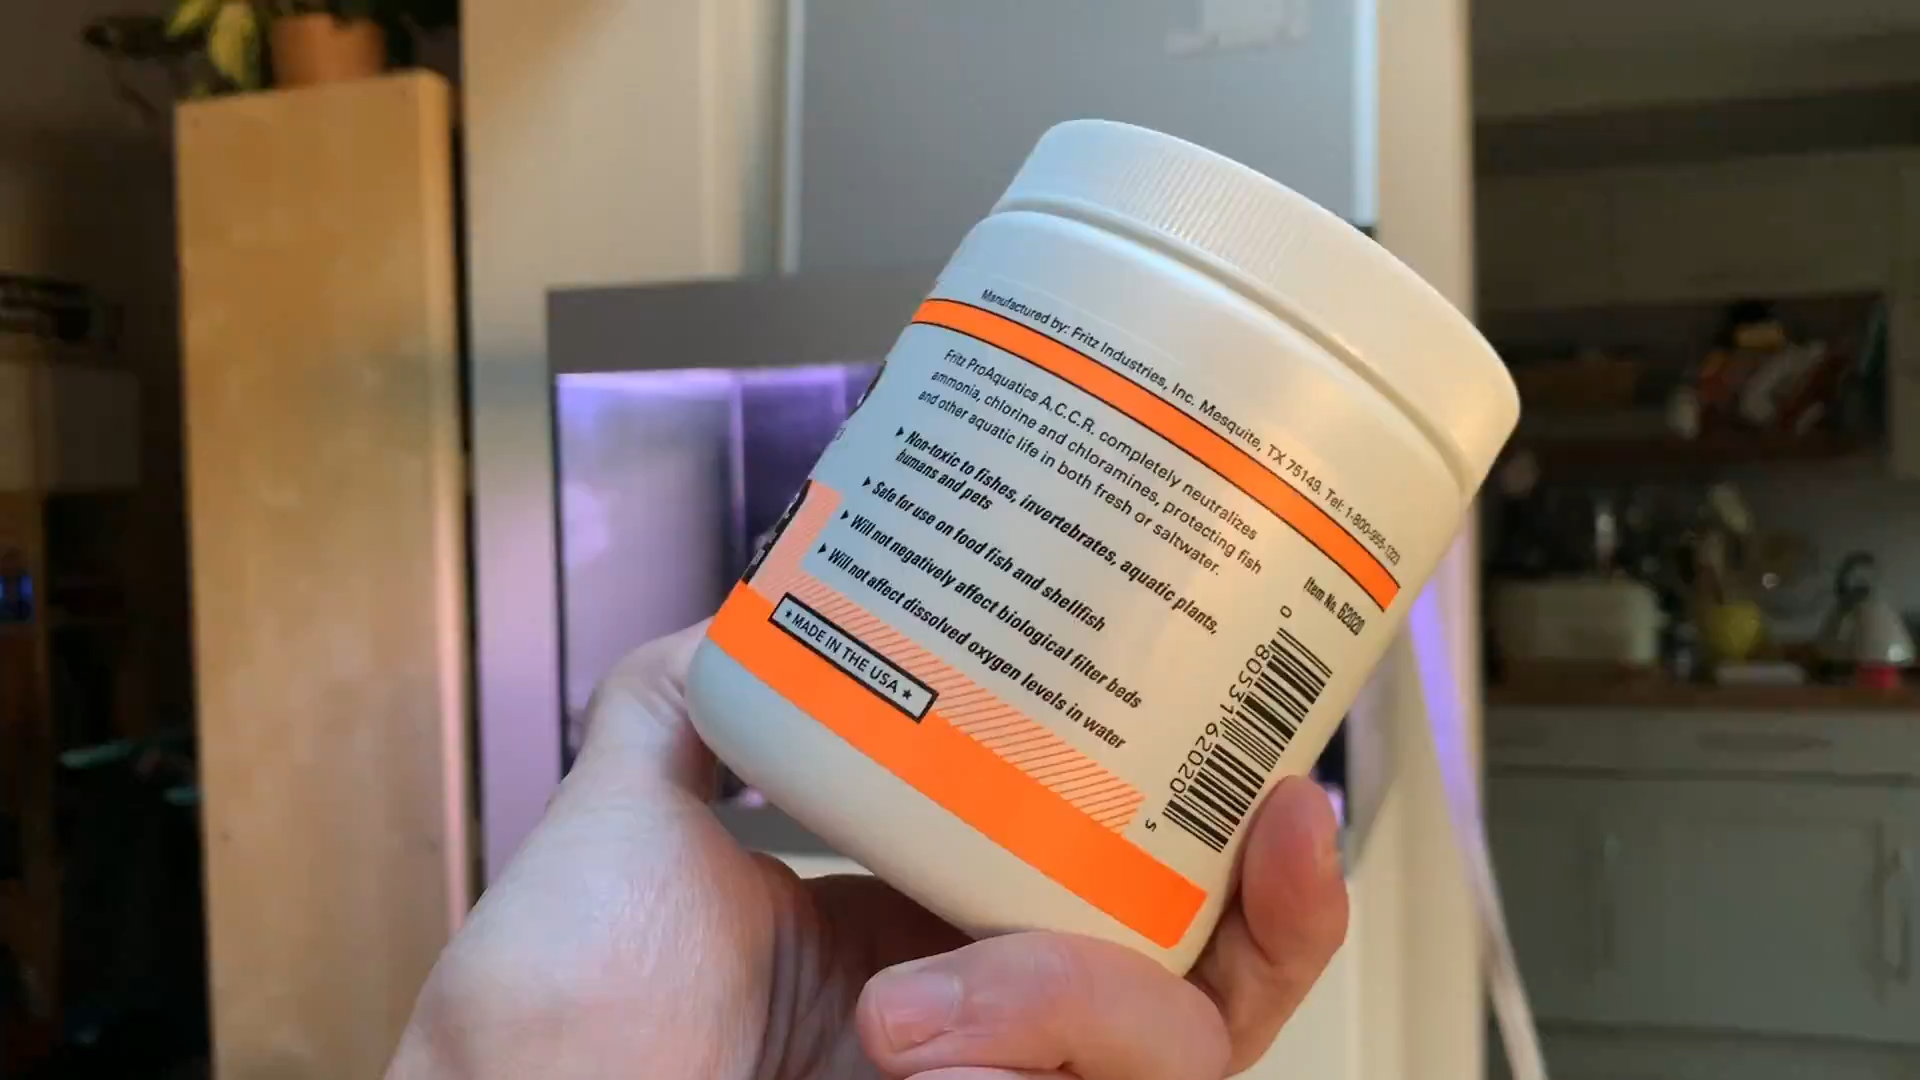 Manufactured by: Fritz Industries, Inc. Mesquite, TX 75149. Tel: 1-800-955-1323
Fritz ProAquatics A.C.C.R. completely neutralizes
ammonia, chlorine and chloramines, protecting fish
and other aquatic life in both fresh or saltwater.
Non-toxic to fishes, invertebrates, aquatic plants,
humans and pets
Safe for use on food fish and shellfish
Will not negatively affect biological filter beds
Will not affect dissolved oxygen levels in water
★ MADE IN THE USA ★
Item No. 62020
0 80531 62020 5